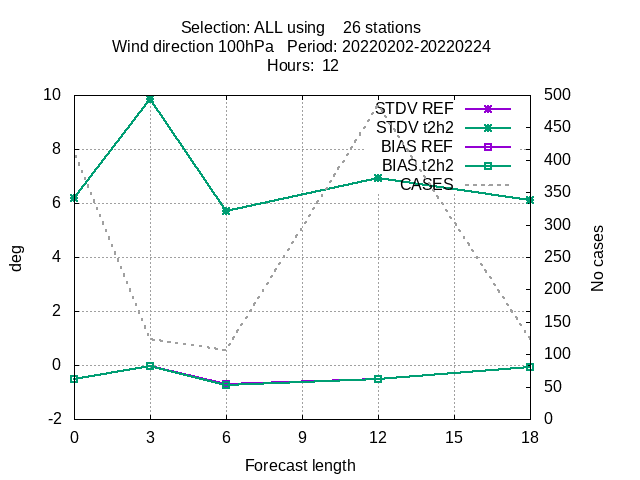 Selection: ALL using    26 stations
Wind direction 100hPa   Period: 20220202-20220224
Hours:  12
STDV REF
STDV t2h2
BIAS REF
BIAS t2h2
CASES
10
8
6
4
2
0
-2
deg
500
450
400
350
300
250
200
150
100
50
0
No cases
0 3 6 9 12 15 18
Forecast length